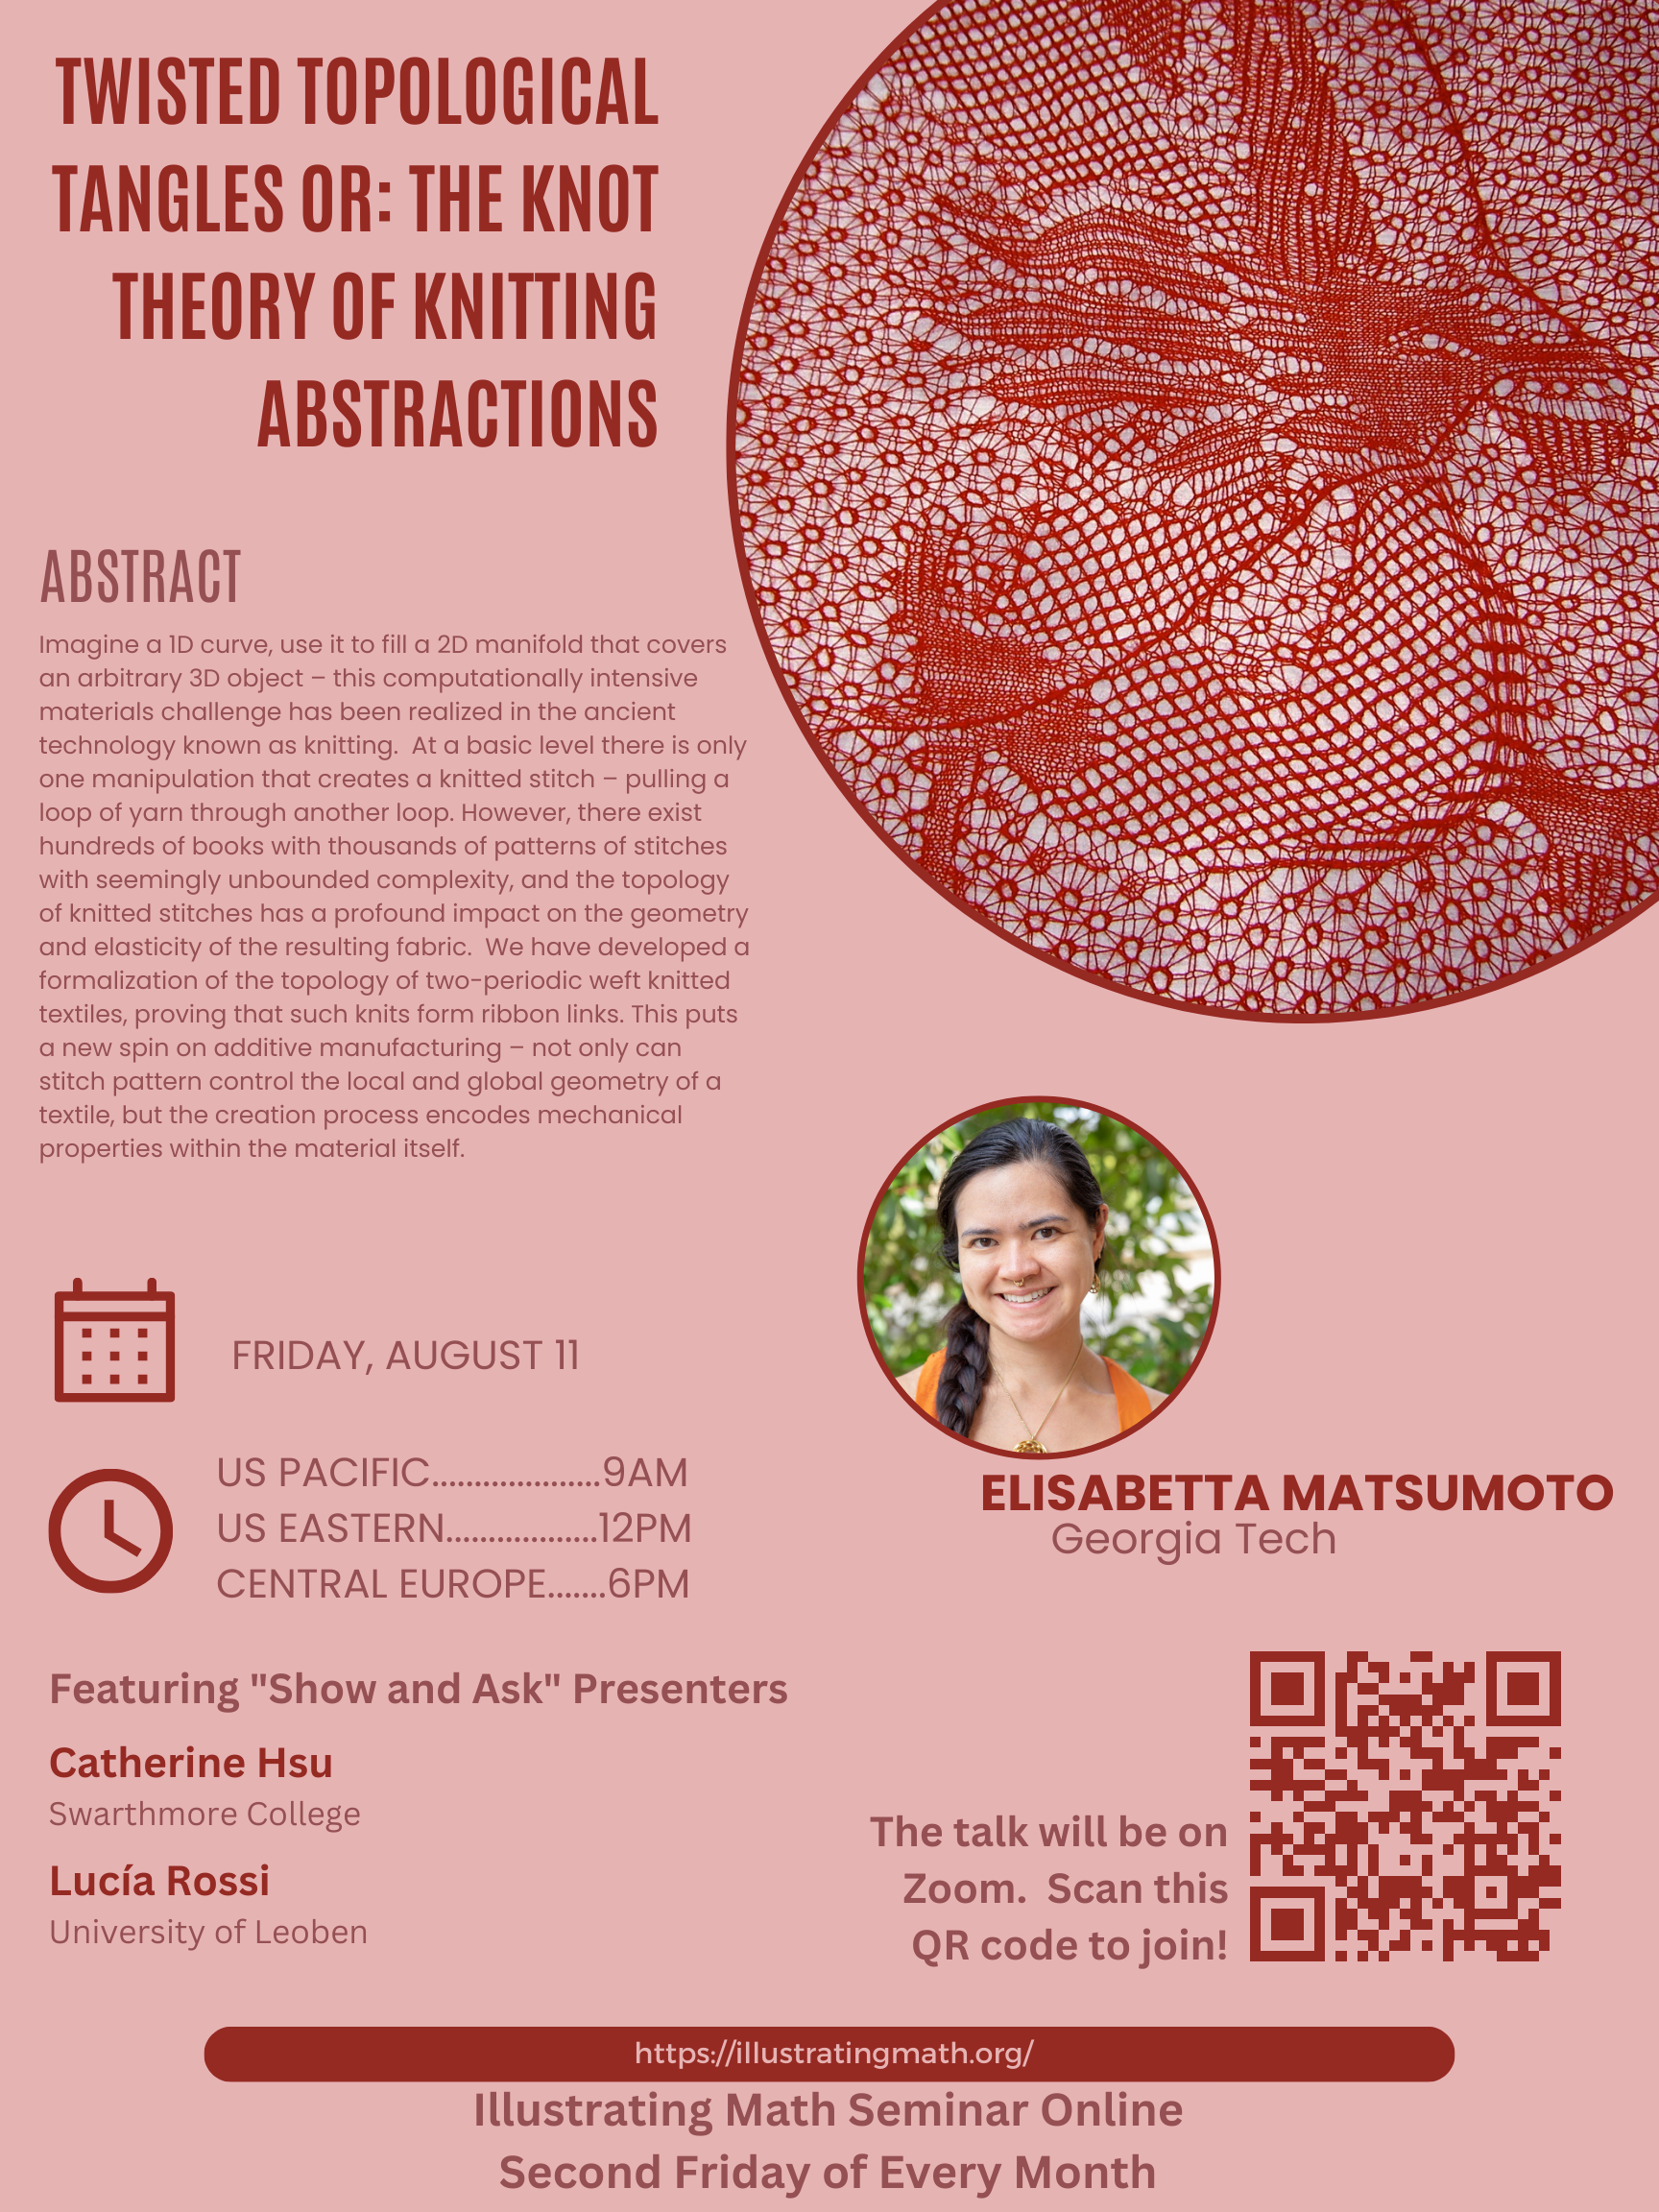 TWISTED TOPOLOGICAL
TANGLES OR: THE KNOT
THEORY OF KNITTING
ABSTRACTIONS
ABSTRACT
Imagine a 1D curve, use it to fill a 2D manifold that covers
an arbitrary 3D object – this computationally intensive
materials challenge has been realized in the ancient
technology known as knitting.  At a basic level there is only
one manipulation that creates a knitted stitch – pulling a
loop of yarn through another loop. However, there exist
hundreds of books with thousands of patterns of stitches
with seemingly unbounded complexity, and the topology
of knitted stitches has a profound impact on the geometry
and elasticity of the resulting fabric.  We have developed a
formalization of the topology of two-periodic weft knitted
textiles, proving that such knits form ribbon links. This puts
a new spin on additive manufacturing – not only can
stitch pattern control the local and global geometry of a
textile, but the creation process encodes mechanical
properties within the material itself.
FRIDAY, AUGUST 11
US PACIFIC....................9AM
US EASTERN..................12PM
CENTRAL EUROPE.......6PM
ELISABETTA MATSUMOTO
Georgia Tech
Featuring "Show and Ask" Presenters
Catherine Hsu
Swarthmore College
Lucía Rossi
University of Leoben
The talk will be on
Zoom.  Scan this
QR code to join!
https://illustratingmath.org/
Illustrating Math Seminar Online
Second Friday of Every Month